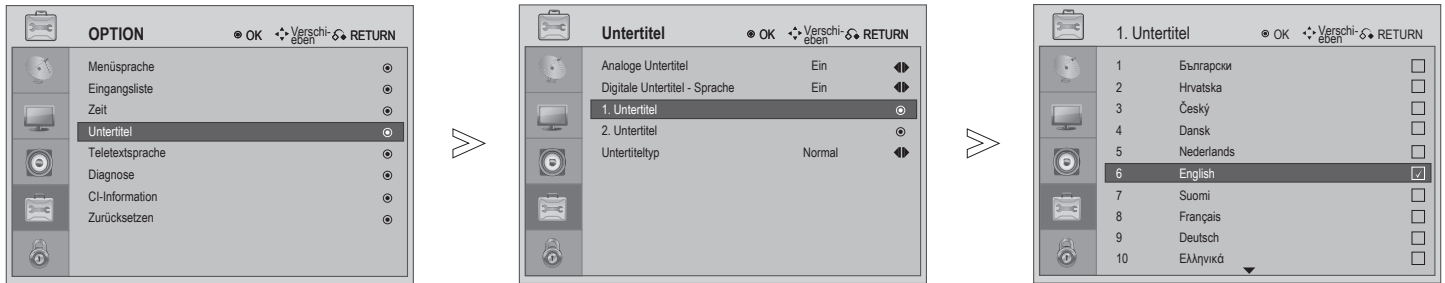 OPTION OK Verschi-eben RETURN
Menüsprache
Eingangsliste
Zeit
Untertitel
Teletextsprache
Diagnose
CI-Information
Zurücksetzen
Untertitel OK Verschi-eben RETURN
Analoge Untertitel Ein
Digitale Untertitel - Sprache Ein
1. Untertitel
2. Untertitel
Untertiteltyp Normal
1. Untertitel OK Verschi-eben RETURN
1 Български
2 Hrvatska
3 Český
4 Dansk
5 Nederlands
6 English
7 Suomi
8 Français
9 Deutsch
10 Ελληνικά